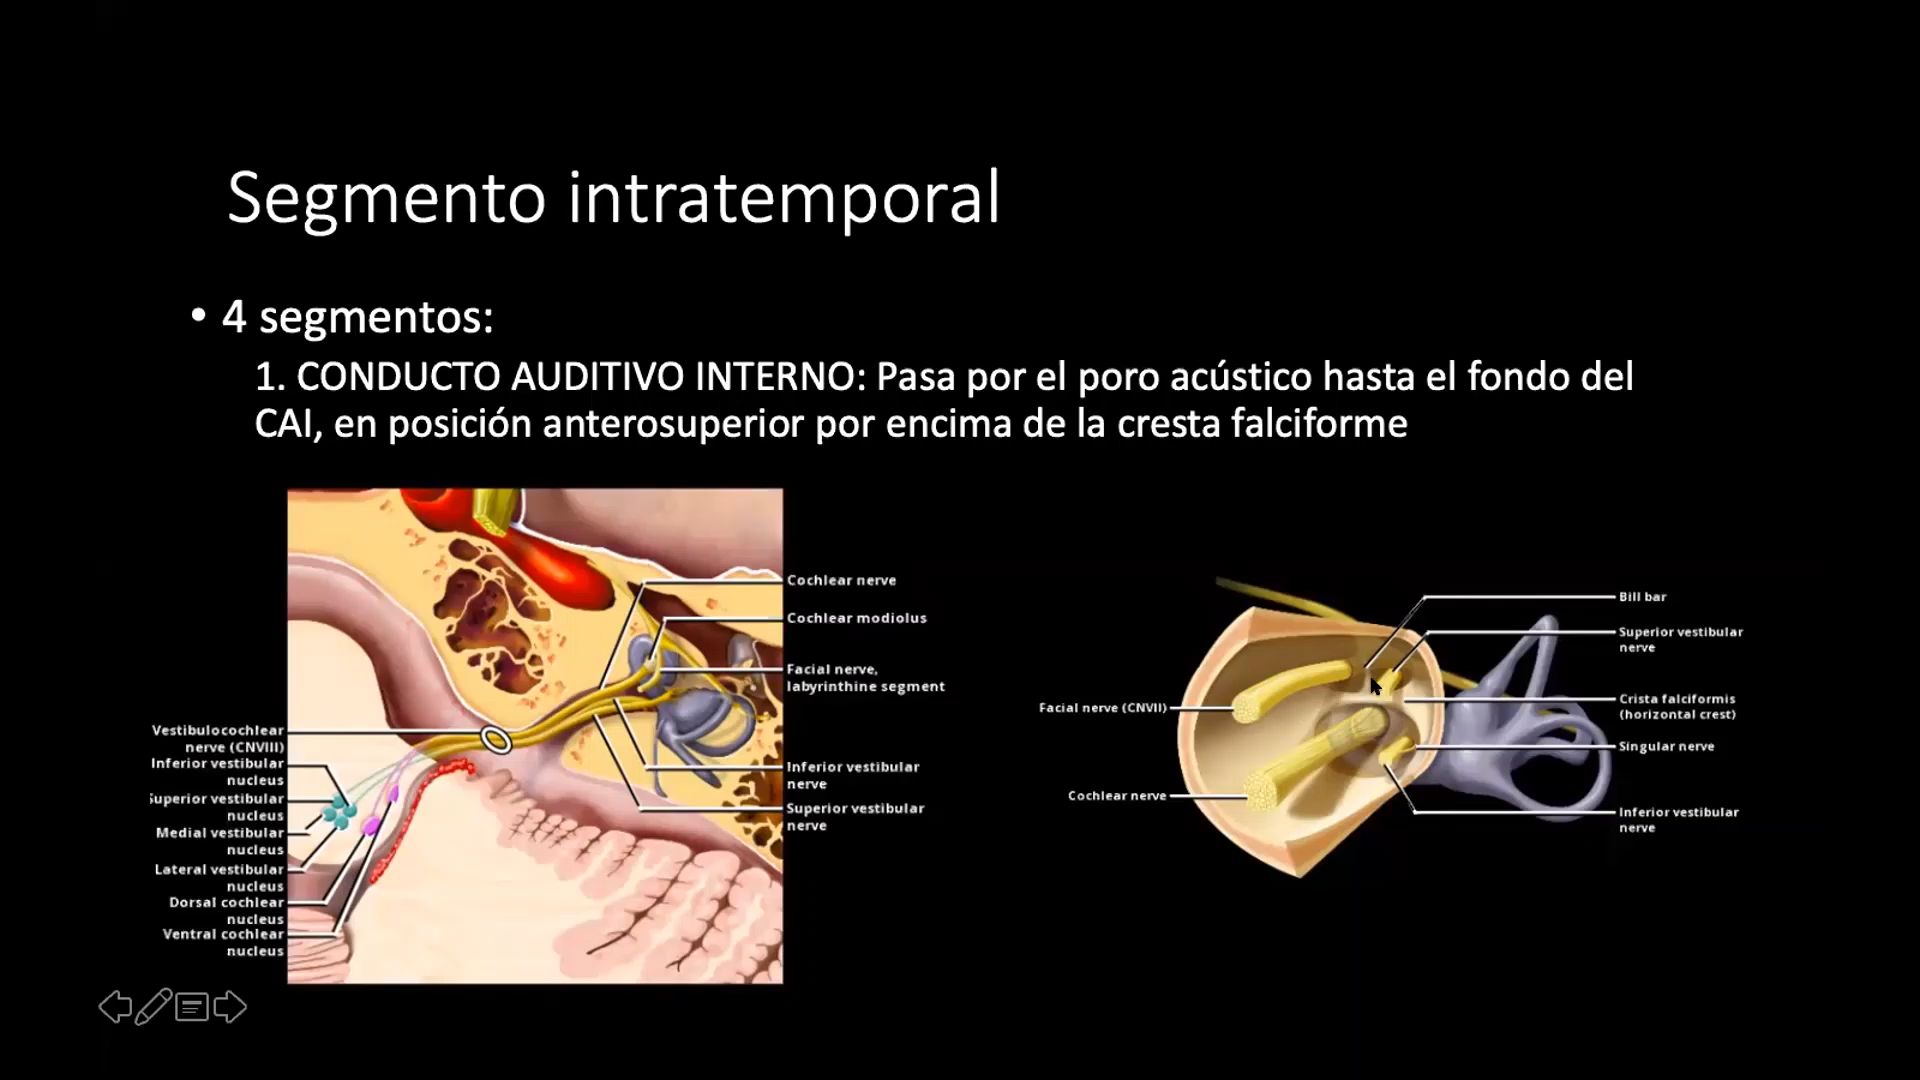 Segmento intratemporal
• 4 segmentos:
1. CONDUCTO AUDITIVO INTERNO: Pasa por el poro acústico hasta el fondo del
CAI, en posición anterosuperior por encima de la cresta falciforme
Cochlear nerve
Cochlear modiolus
Facial nerve,
labyrinthine segment
Inferior vestibular
nerve
Superior vestibular
nerve
Vestibulocochlear
nerve (CNVIII)
Inferior vestibular
nucleus
Superior vestibular
nucleus
Medial vestibular
nucleus
Lateral vestibular
nucleus
Dorsal cochlear
nucleus
Ventral cochlear
nucleus
Facial nerve (CNVII)
Cochlear nerve
Bill bar
Superior vestibular
nerve
Crista falciformis
(horizontal crest)
Singular nerve
Inferior vestibular
nerve